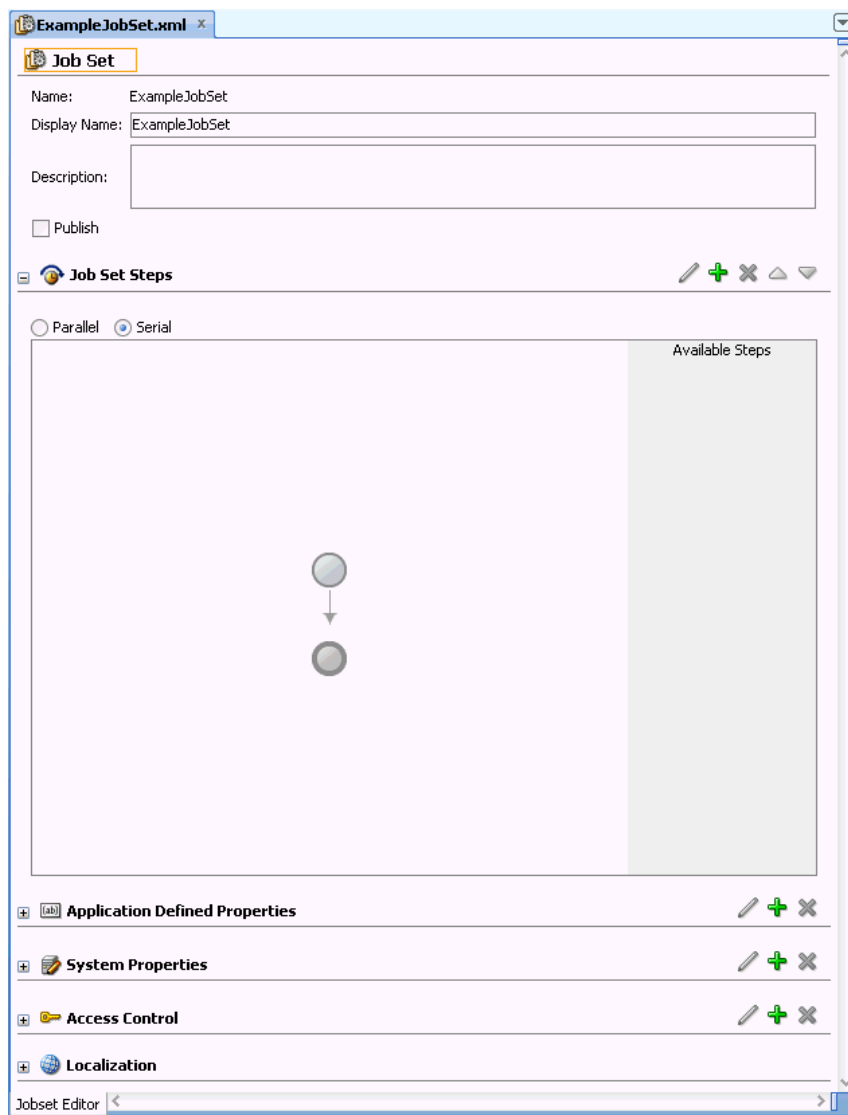 ExampleJobSet.xml
Job Set
Name: ExampleJobSet
Display Name: ExampleJobSet
Description:
Publish
Job Set Steps
Parallel Serial
Available Steps
(ab) Application Defined Properties
System Properties
Access Control
Localization
Jobset Editor